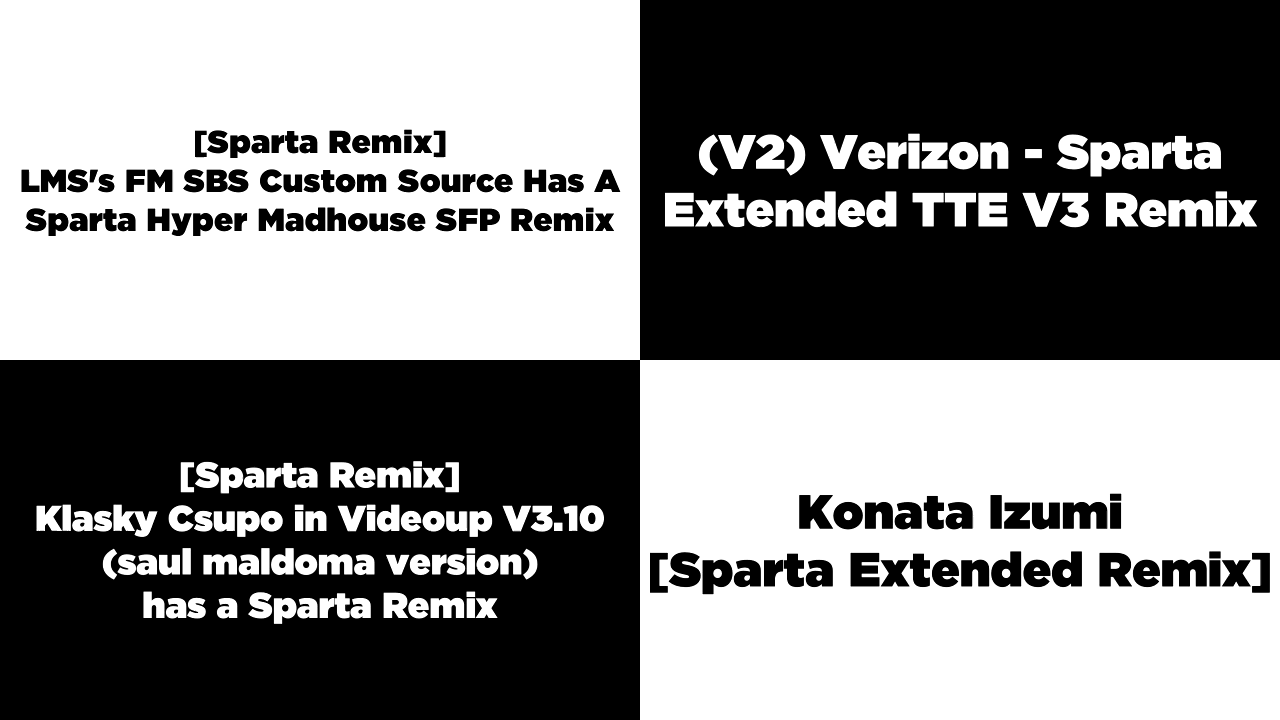 [Sparta Remix]
LMS's FM SBS Custom Source Has A
Sparta Hyper Madhouse SFP Remix
(V2) Verizon - Sparta
Extended TTE V3 Remix
[Sparta Remix]
Klasky Csupo in Videoup V3.10
(saul maldoma version)
has a Sparta Remix
Konata Izumi
[Sparta Extended Remix]